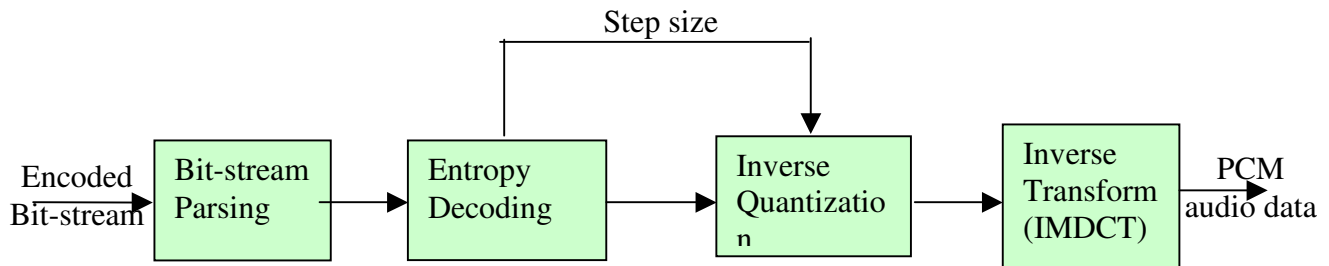 Step size
Encoded
Bit-stream
Bit-stream
Parsing
Entropy
Decoding
Inverse
Quantizatio
n
Inverse
Transform
(IMDCT)
PCM
audio data